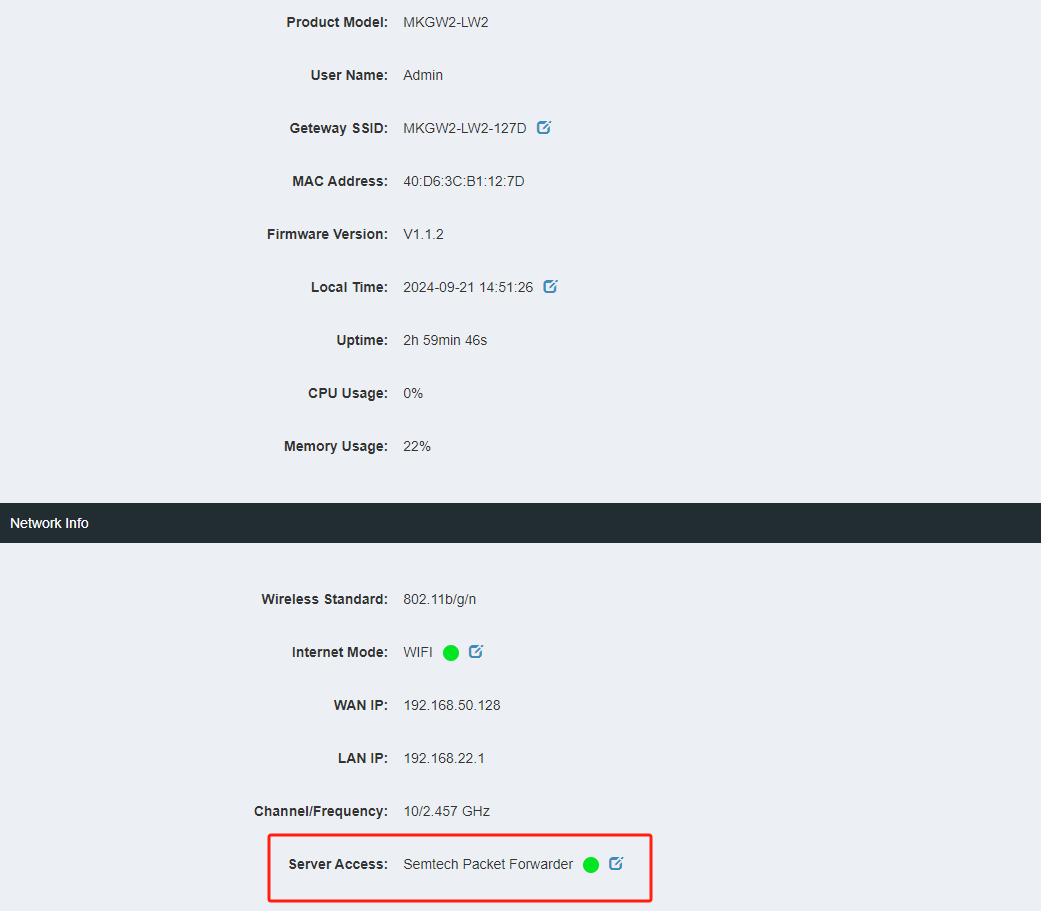 Product Model: MKGW2-LW2
User Name: Admin
Geteway SSID: MKGW2-LW2-127D
MAC Address: 40:D6:3C:B1:12:7D
Firmware Version: V1.1.2
Local Time: 2024-09-21 14:51:26
Uptime: 2h 59min 46s
CPU Usage: 0%
Memory Usage: 22%
Network Info
Wireless Standard: 802.11b/g/n
Internet Mode: WIFI
WAN IP: 192.168.50.128
LAN IP: 192.168.22.1
Channel/Frequency: 10/2.457 GHz
Server Access: Semtech Packet Forwarder